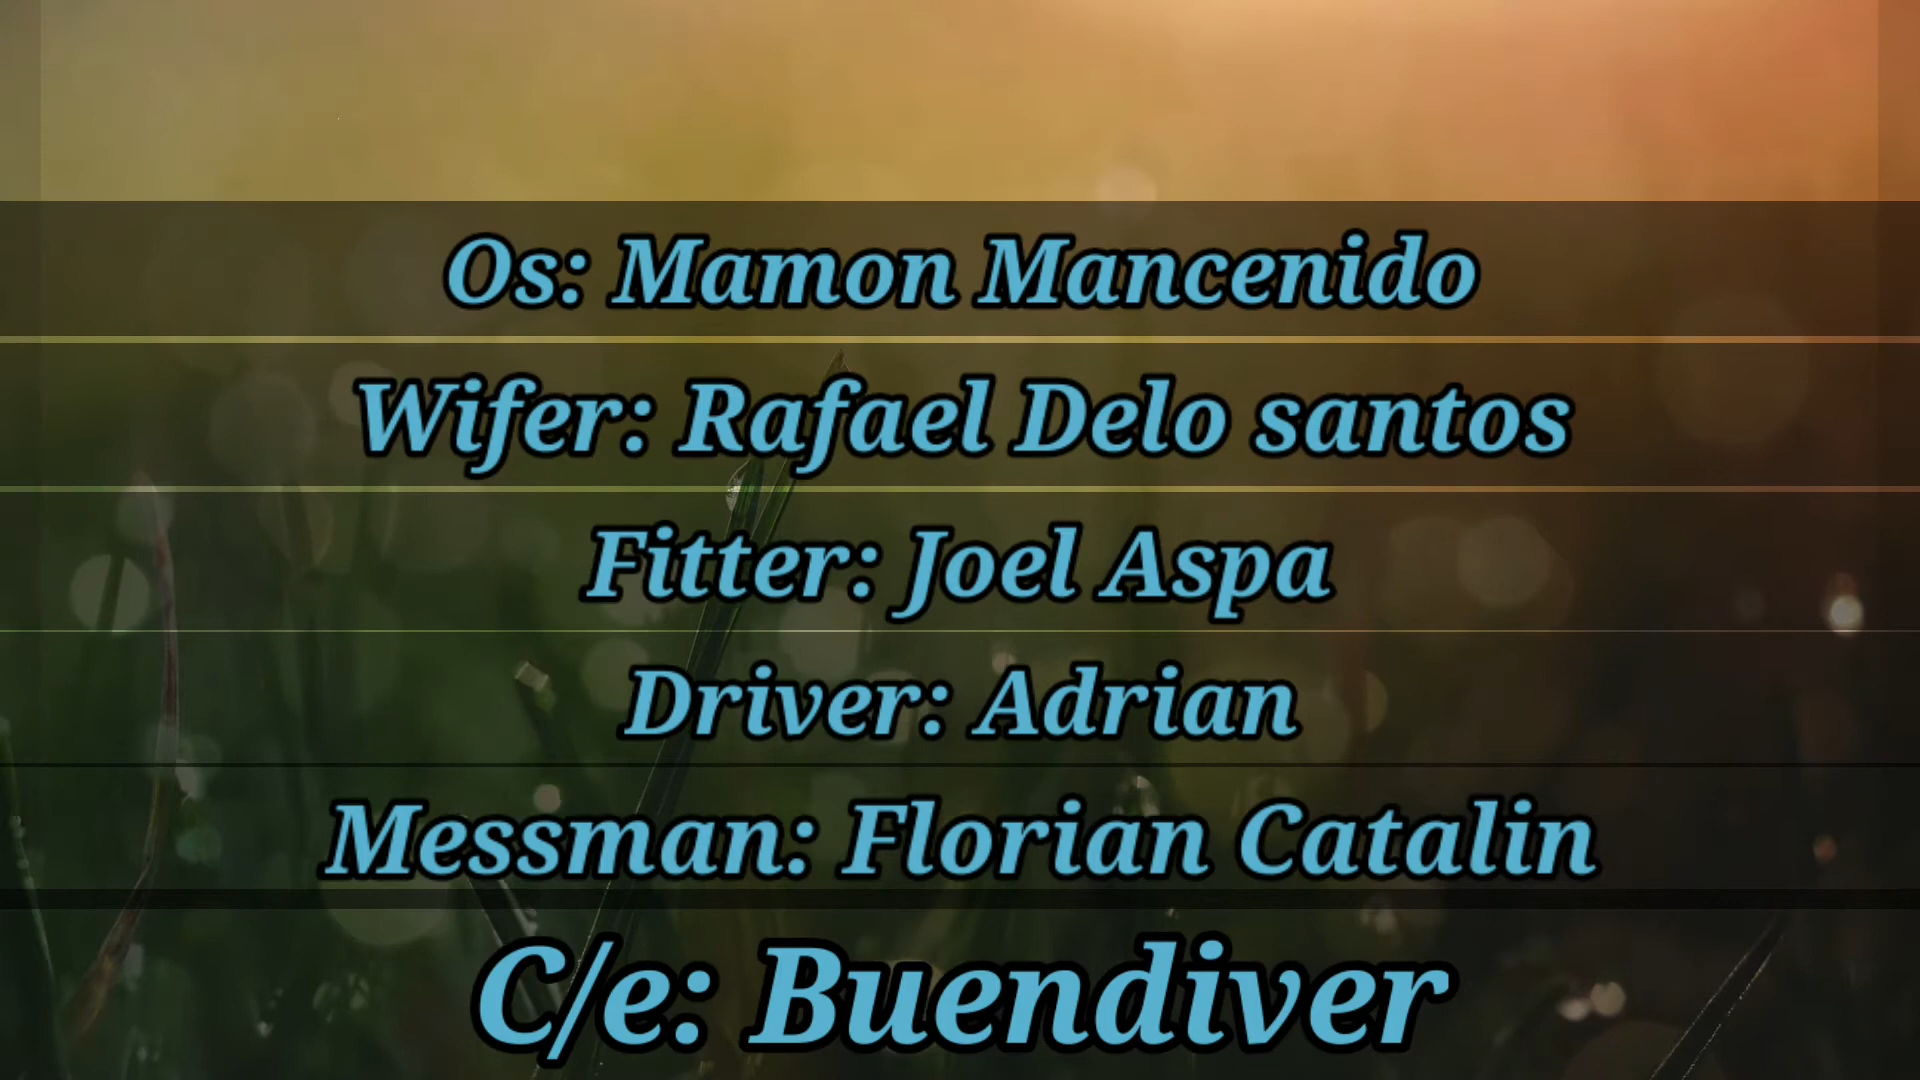 Os: Mamon Mancenido
Wifer: Rafael Delo santos
Fitter: Joel Aspa
Driver: Adrian
Messman: Florian Catalin
C/e: Buendiver